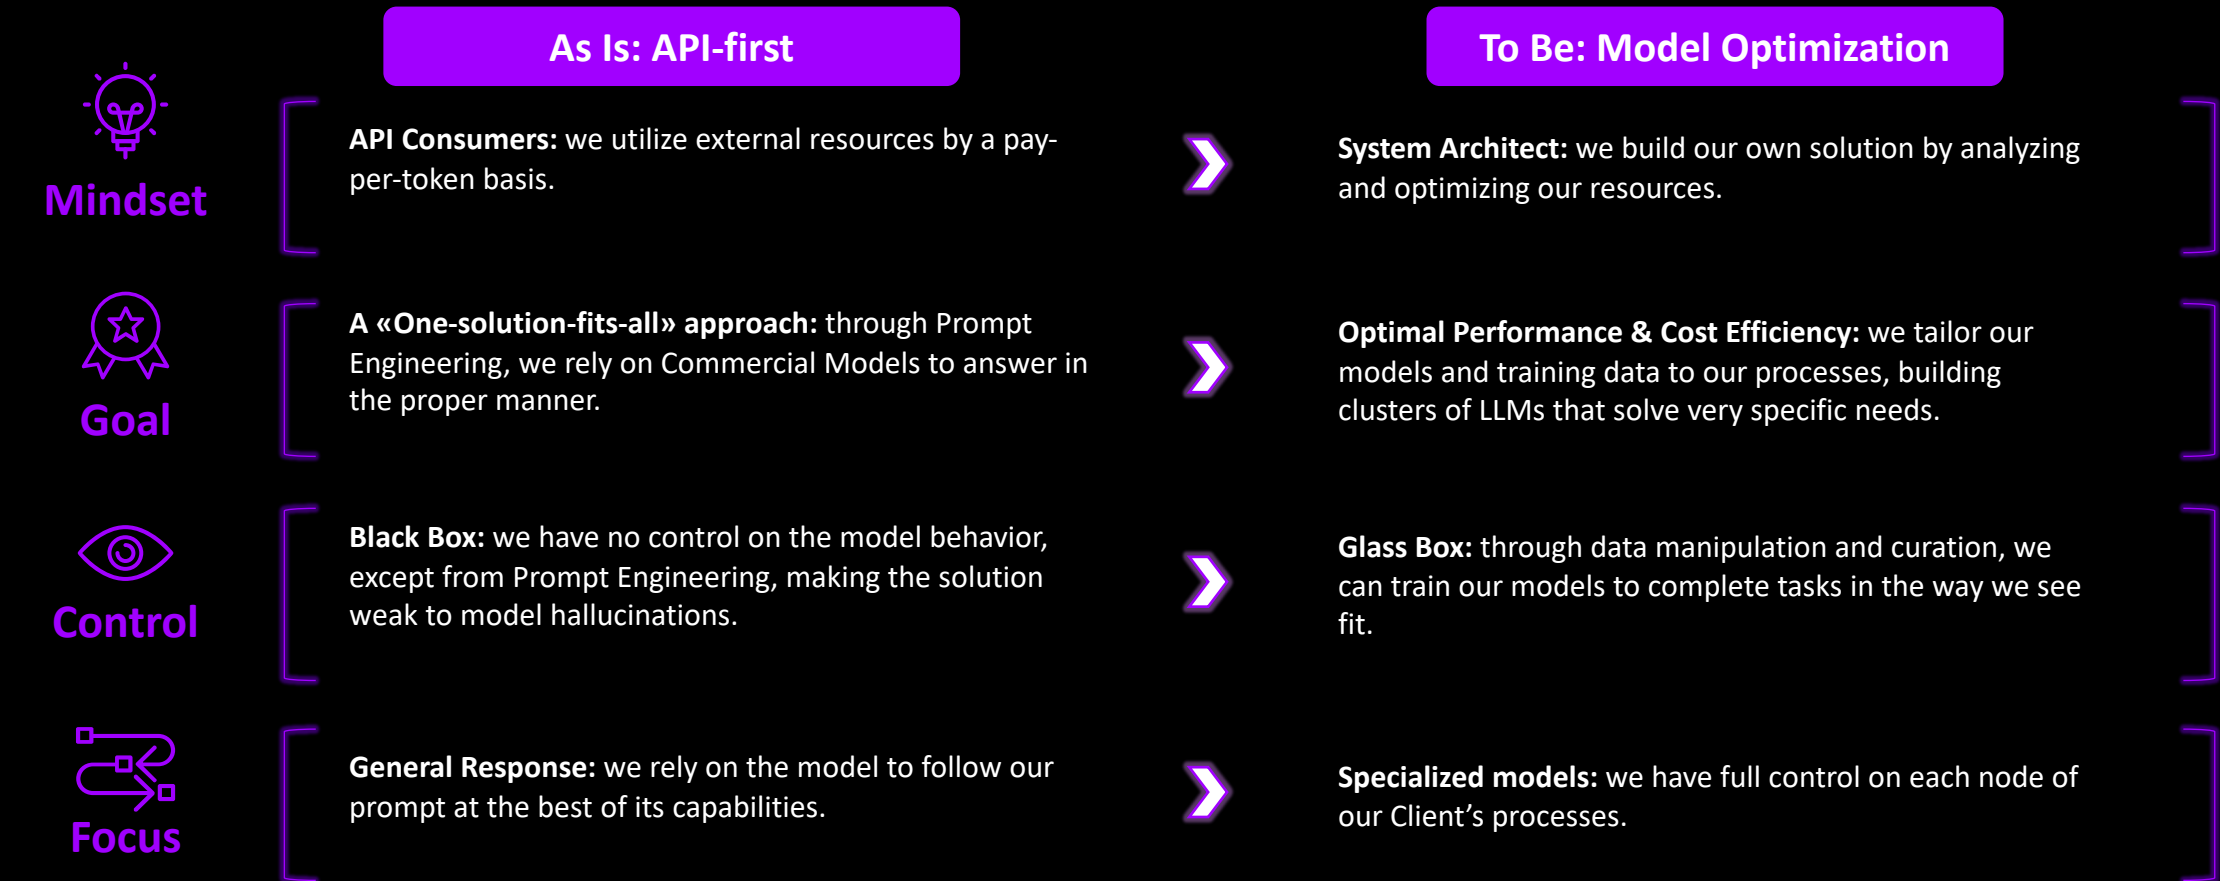 As Is: API-first
To Be: Model Optimization
Mindset
API Consumers: we utilize external resources by a pay-
per-token basis.
System Architect: we build our own solution by analyzing
and optimizing our resources.
Goal
A «One-solution-fits-all» approach: through Prompt
Engineering, we rely on Commercial Models to answer in
the proper manner.
Optimal Performance & Cost Efficiency: we tailor our
models and training data to our processes, building
clusters of LLMs that solve very specific needs.
Control
Black Box: we have no control on the model behavior,
except from Prompt Engineering, making the solution
weak to model hallucinations.
Glass Box: through data manipulation and curation, we
can train our models to complete tasks in the way we see
fit.
Focus
General Response: we rely on the model to follow our
prompt at the best of its capabilities.
Specialized models: we have full control on each node of
our Client’s processes.